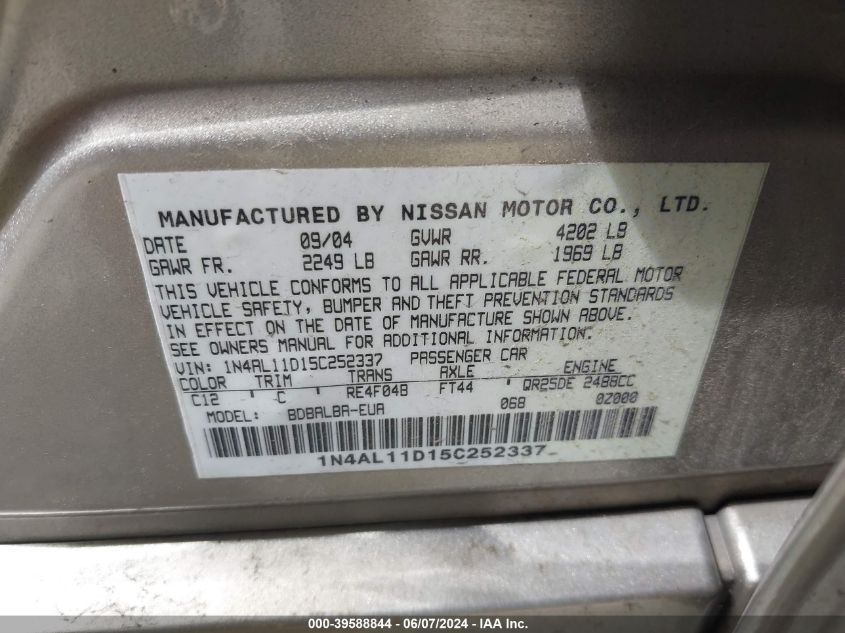 MANUFACTURED BY NISSAN MOTOR CO., LTD.
DATE 09/04 GVWR 4202 LB
GAWR FR. 2249 LB GAWR RR. 1969 LB
THIS VEHICLE CONFORMS TO ALL APPLICABLE FEDERAL MOTOR
VEHICLE SAFETY, BUMPER AND THEFT PREVENTION STANDARDS
IN EFFECT ON THE DATE OF MANUFACTURE SHOWN ABOVE.
SEE OWNERS MANUAL FOR ADDITIONAL INFORMATION.
VIN: 1N4AL11D15C252337 PASSENGER CAR
COLOR TRIM TRANS AXLE ENGINE
C12 C RE4F04B FT44 QR25DE 2488CC
MODEL: BDBALBA-EUA 068 0Z000
1N4AL11D15C252337
000-39588844 - 06/07/2024 - IAA Inc.